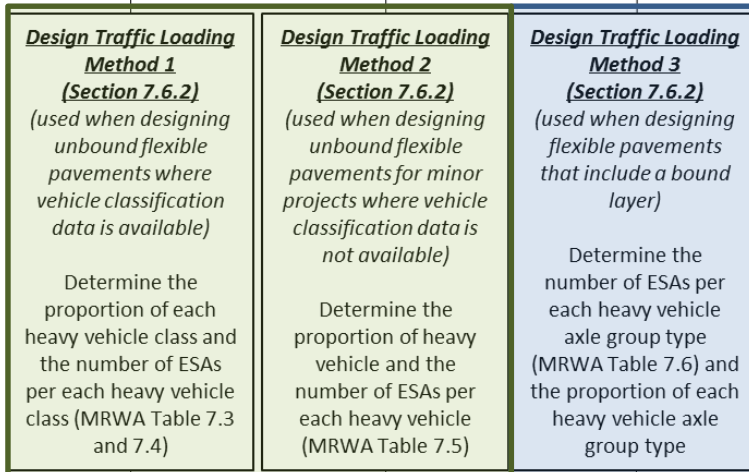 Design Traffic Loading
Method 1
(Section 7.6.2)
(used when designing
unbound flexible
pavements where
vehicle classification
data is available)
Determine the
proportion of each
heavy vehicle class and
the number of ESAs
per each heavy vehicle
class (MRWA Table 7.3
and 7.4)
Design Traffic Loading
Method 2
(Section 7.6.2)
(used when designing
unbound flexible
pavements for minor
projects where vehicle
classification data is
not available)
Determine the
proportion of heavy
vehicle and the
number of ESAs per
each heavy vehicle
(MRWA Table 7.5)
Design Traffic Loading
Method 3
(Section 7.6.2)
(used when designing
flexible pavements
that include a bound
layer)
Determine the
number of ESAs per
each heavy vehicle
axle group type
(MRWA Table 7.6) and
the proportion of each
heavy vehicle axle
group type